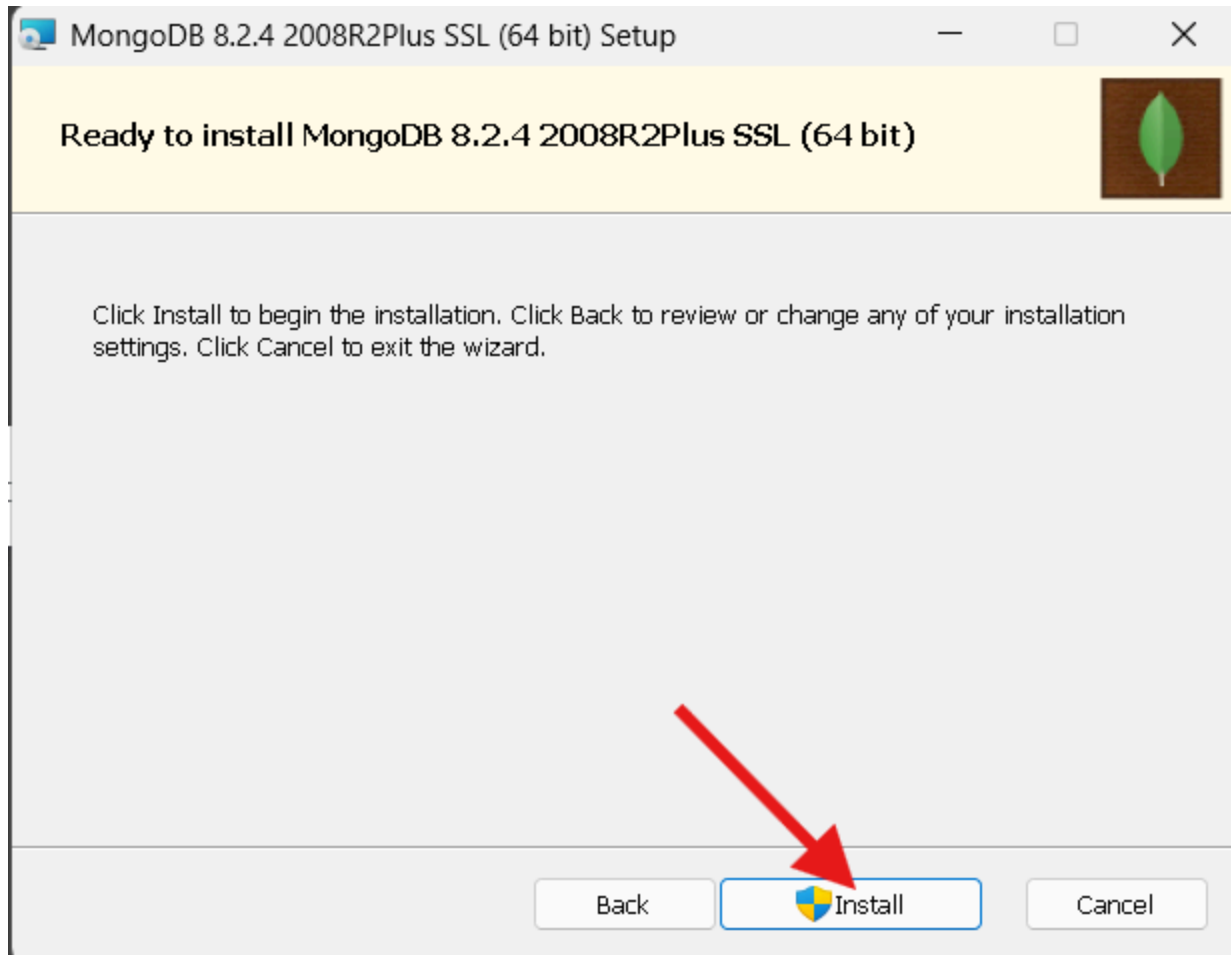 MongoDB 8.2.4 2008R2Plus SSL (64 bit) Setup
Ready to install MongoDB 8.2.4 2008R2Plus SSL (64 bit)
Click Install to begin the installation. Click Back to review or change any of your installation
settings. Click Cancel to exit the wizard.
Back Install Cancel